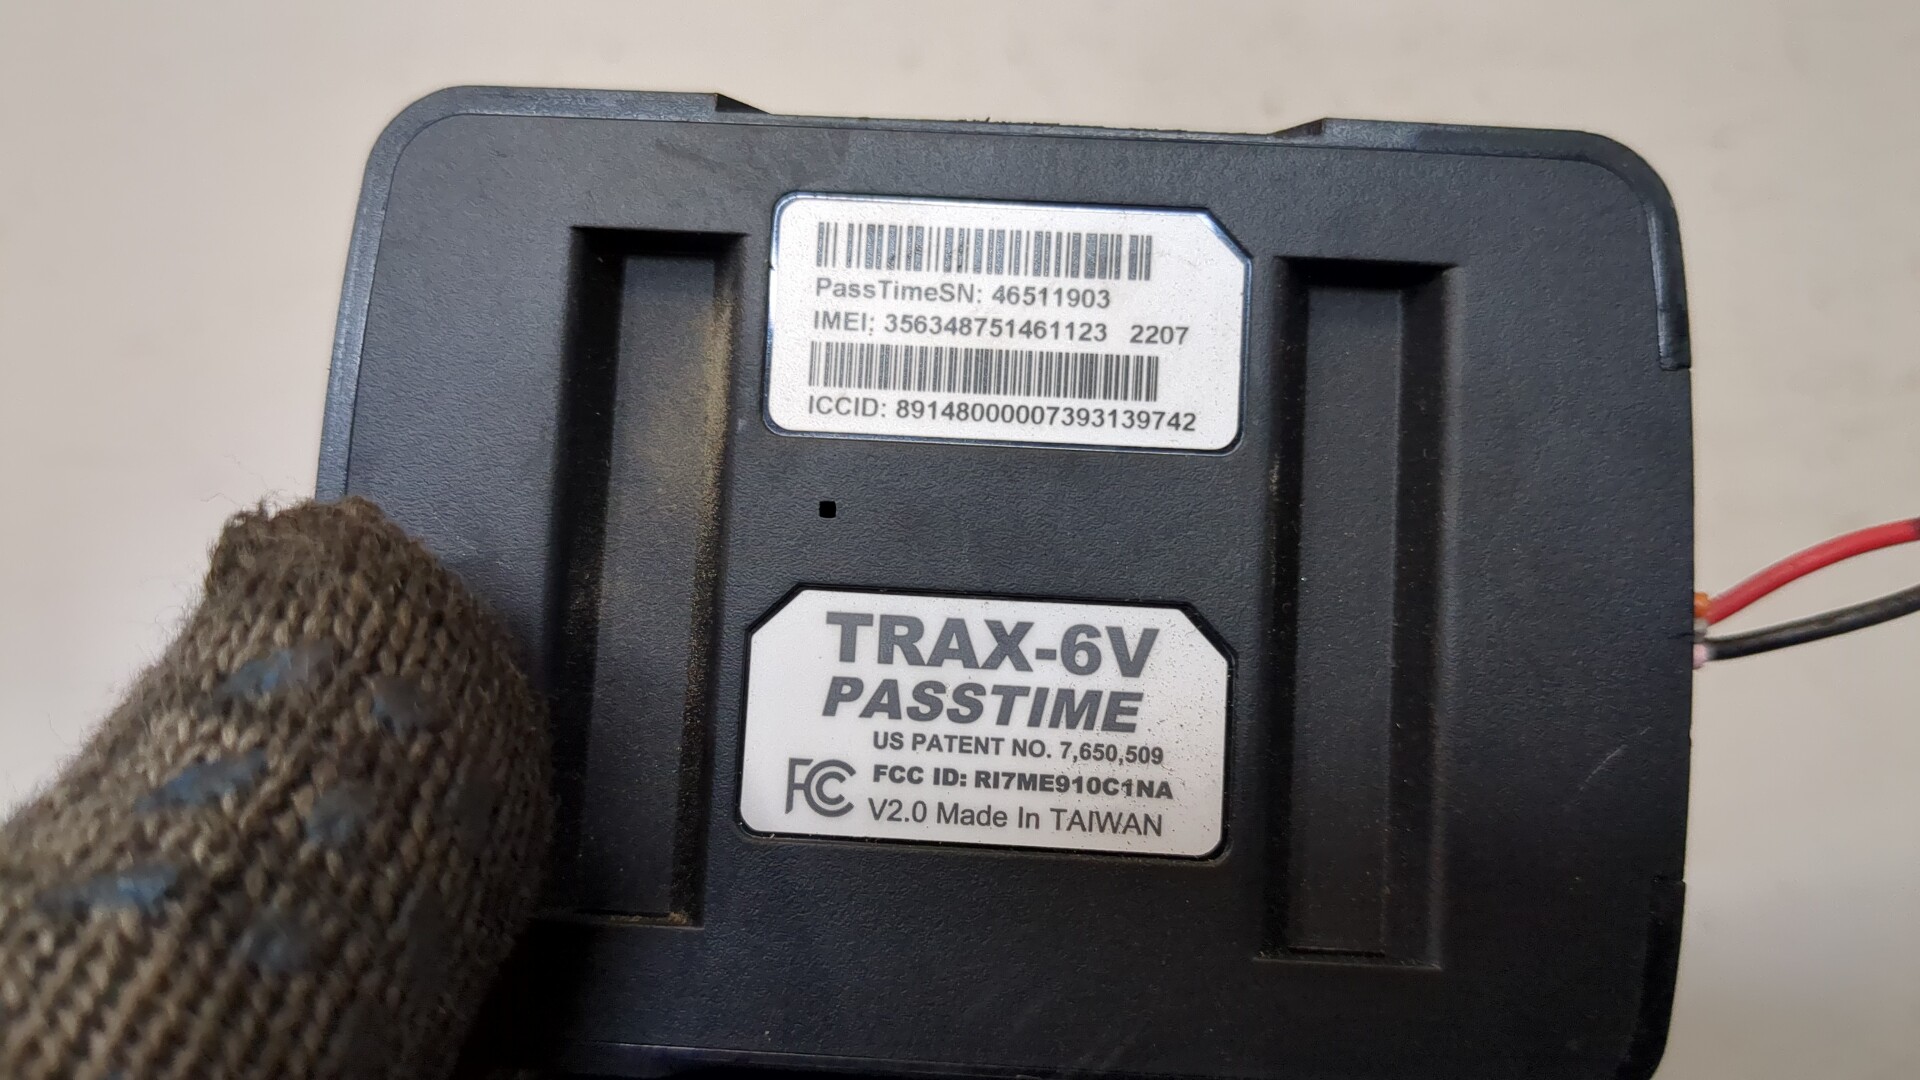 PassTimeSN: 46511903
IMEI: 356348751461123 2207
ICCID: 89148000007393139742
TRAX-6V
PASSTIME
US PATENT NO. 7,650,509
FC FCC ID: RI7ME910C1NA
V2.0 Made In TAIWAN